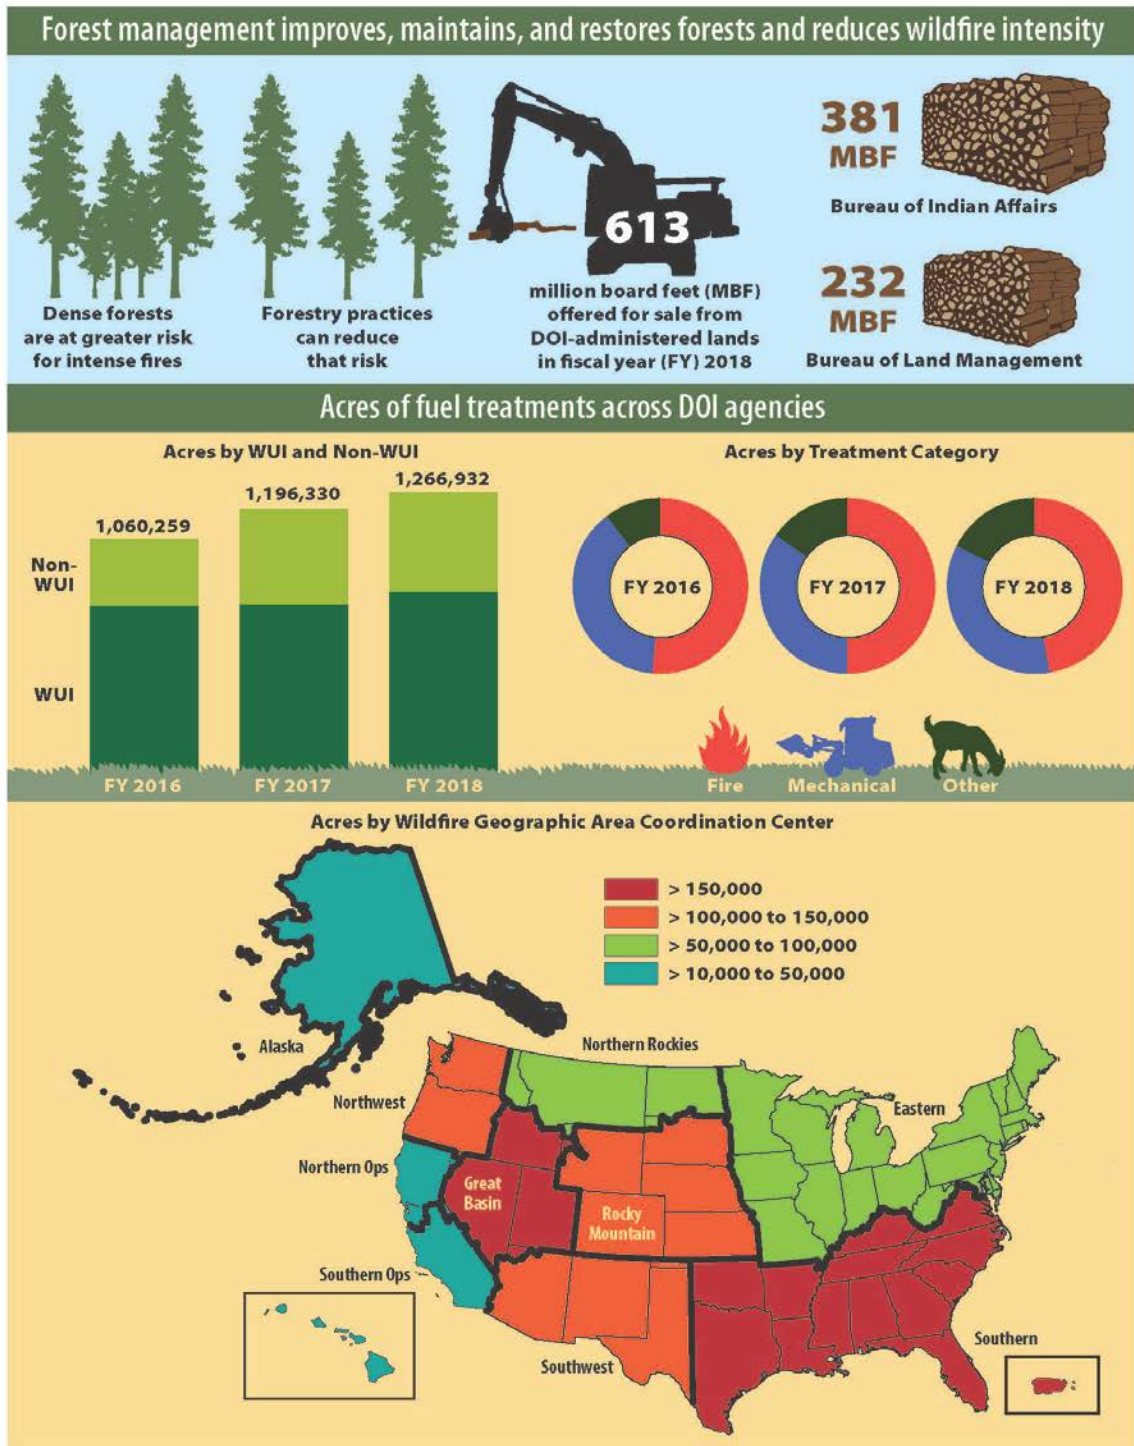 Forest management improves, maintains, and restores forests and reduces wildfire intensity
Dense forests
are at greater risk
for intense fires
Forestry practices
can reduce
that risk
613
million board feet (MBF)
offered for sale from
DOI-administered lands
in fiscal year (FY) 2018
381
MBF
Bureau of Indian Affairs
232
MBF
Bureau of Land Management
Acres of fuel treatments across DOI agencies
Acres by WUI and Non-WUI
1,060,259
1,196,330
1,266,932
Non-
WUI
WUI
FY 2016
FY 2017
FY 2018
Acres by Treatment Category
FY 2016
FY 2017
FY 2018
Fire
Mechanical
Other
Acres by Wildfire Geographic Area Coordination Center
> 150,000
> 100,000 to 150,000
> 50,000 to 100,000
> 10,000 to 50,000
Alaska
Northern Rockies
Northwest
Eastern
Northern Ops
Great
Basin
Rocky
Mountain
Southern Ops
Southwest
Southern